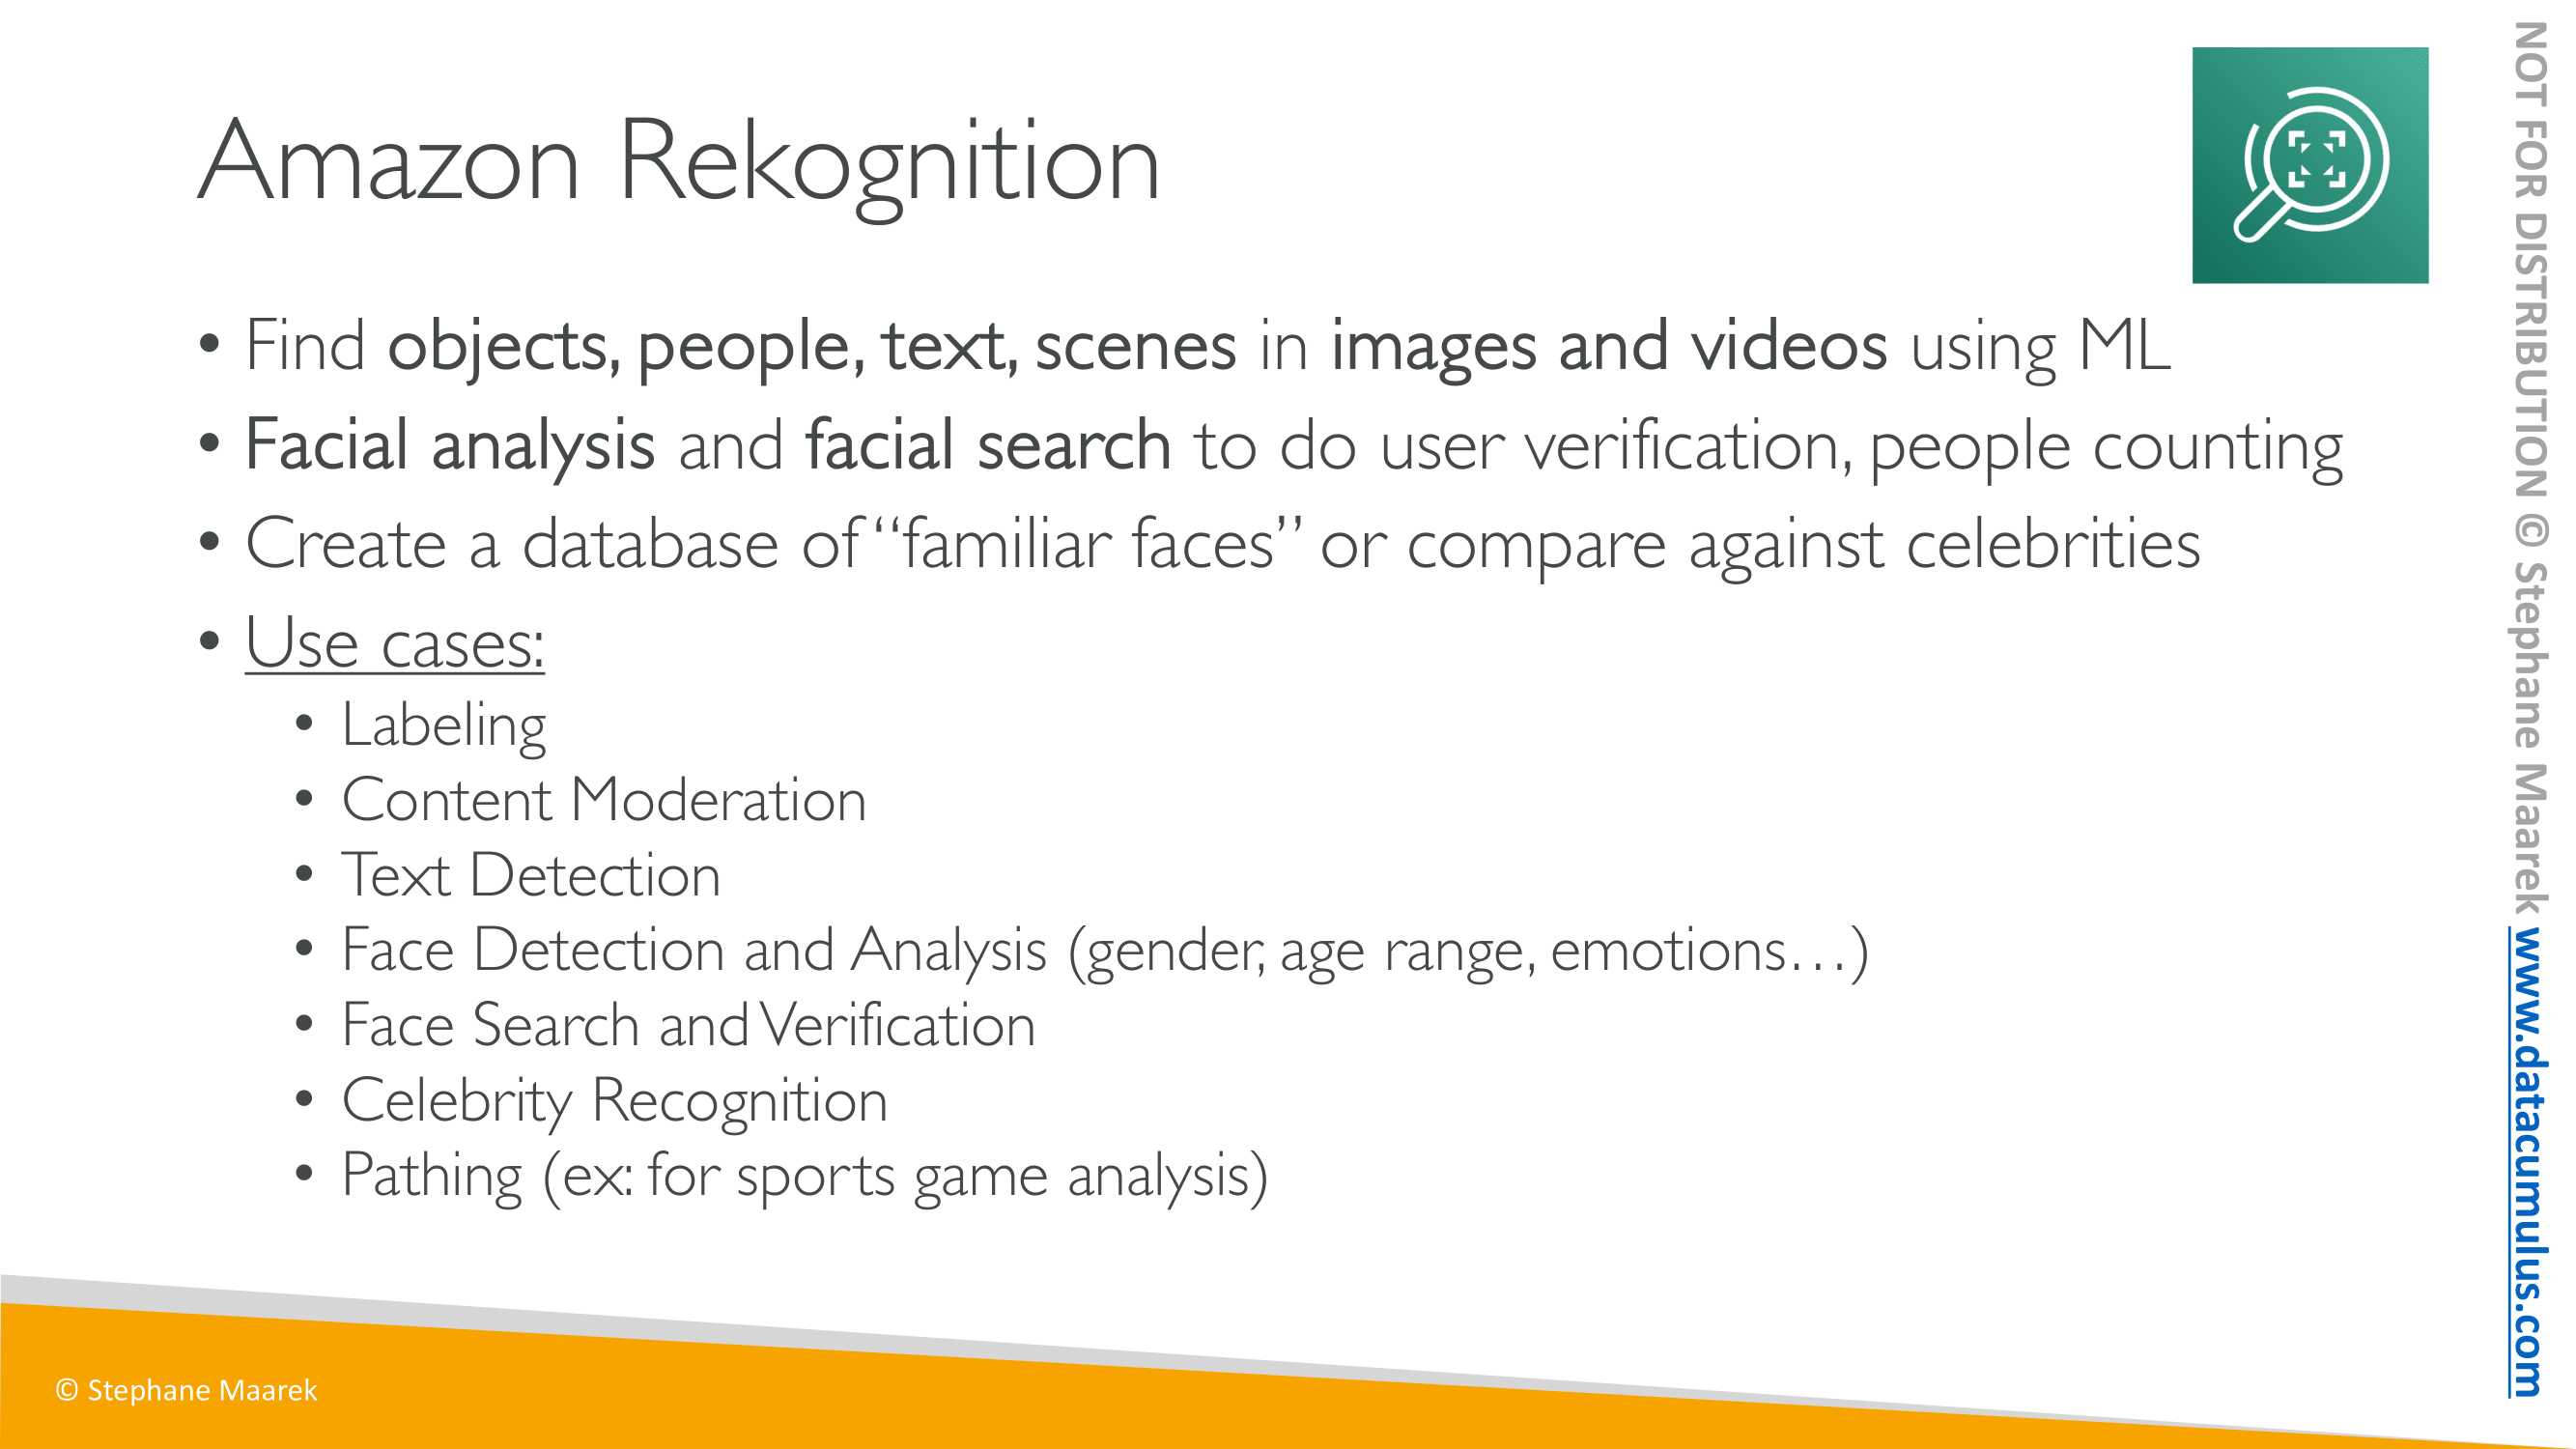 Amazon Rekognition
• Find objects, people, text, scenes in images and videos using ML
• Facial analysis and facial search to do user verification, people counting
• Create a database of “familiar faces” or compare against celebrities
• Use cases:
• Labeling
• Content Moderation
• Text Detection
• Face Detection and Analysis (gender, age range, emotions…)
• Face Search and Verification
• Celebrity Recognition
• Pathing (ex: for sports game analysis)
© Stephane Maarek
NOT FOR DISTRIBUTION © Stephane Maarek www.datacumulus.com